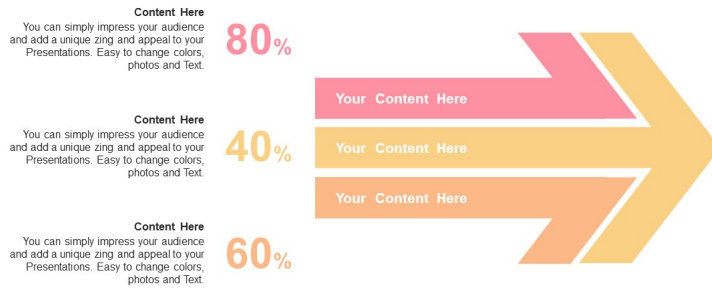 Content Here
You can simply impress your audience
and add a unique zing and appeal to your
Presentations. Easy to change colors,
photos and Text.
80%
Your Content Here
Content Here
You can simply impress your audience
and add a unique zing and appeal to your
Presentations. Easy to change colors,
photos and Text.
40%
Your Content Here
Your Content Here
Content Here
You can simply impress your audience
and add a unique zing and appeal to your
Presentations. Easy to change colors,
photos and Text.
60%